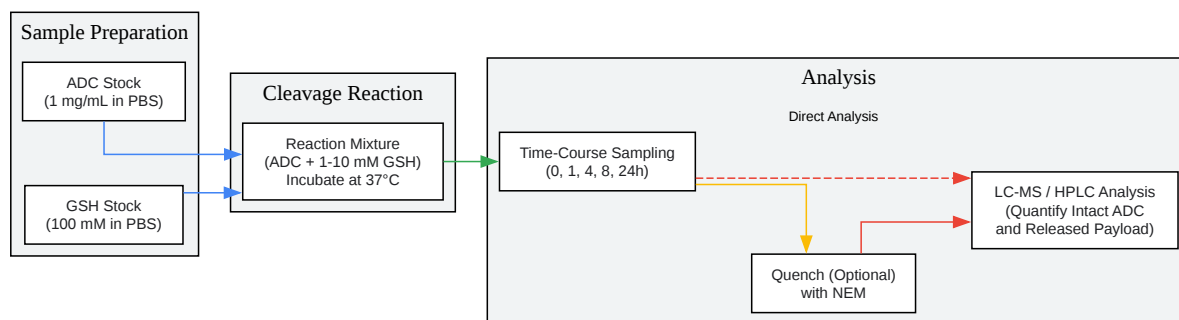 Sample Preparation
ADC Stock
(1 mg/mL in PBS)
GSH Stock
(100 mM in PBS)
Cleavage Reaction
Reaction Mixture
(ADC + 1-10 mM GSH)
Incubate at 37°C
Analysis
Direct Analysis
Time-Course Sampling
(0, 1, 4, 8, 24h)
Quench (Optional)
with NEM
LC-MS / HPLC Analysis
(Quantify Intact ADC
and Released Payload)